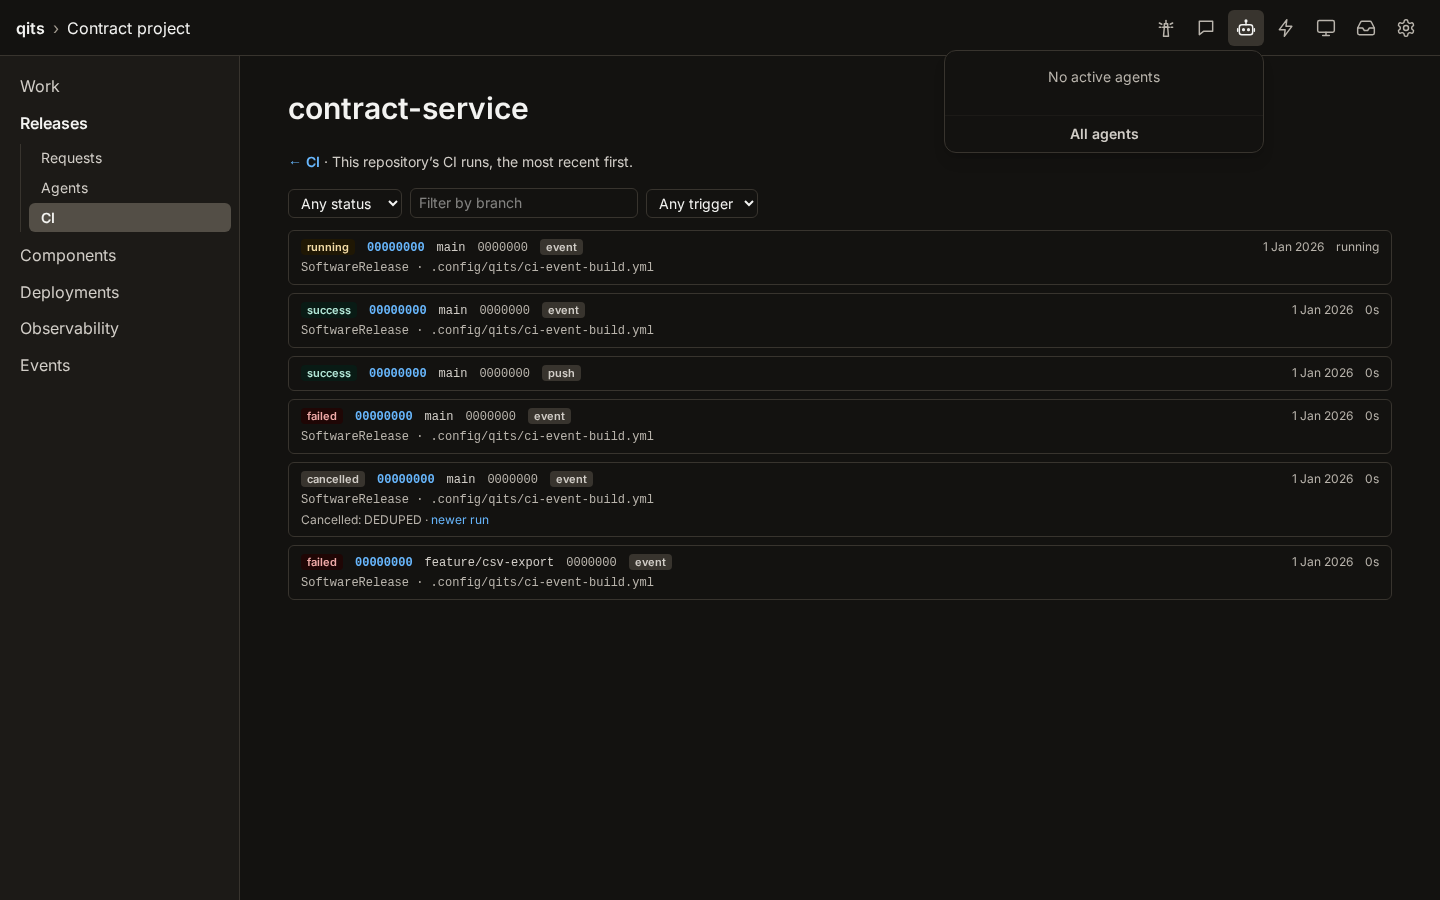 qits › Contract project
No active agents
All agents
Work
Releases
Requests
Agents
CI
Components
Deployments
Observability
Events
contract-service
← CI · This repository’s CI runs, the most recent first.
Any status Filter by branch Any trigger
running 00000000 main 0000000 event 1 Jan 2026 running
SoftwareRelease · .config/qits/ci-event-build.yml
success 00000000 main 0000000 event 1 Jan 2026 0s
SoftwareRelease · .config/qits/ci-event-build.yml
success 00000000 main 0000000 push 1 Jan 2026 0s
failed 00000000 main 0000000 event 1 Jan 2026 0s
SoftwareRelease · .config/qits/ci-event-build.yml
cancelled 00000000 main 0000000 event 1 Jan 2026 0s
SoftwareRelease · .config/qits/ci-event-build.yml
Cancelled: DEDUPED · newer run
failed 00000000 feature/csv-export 0000000 event 1 Jan 2026 0s
SoftwareRelease · .config/qits/ci-event-build.yml